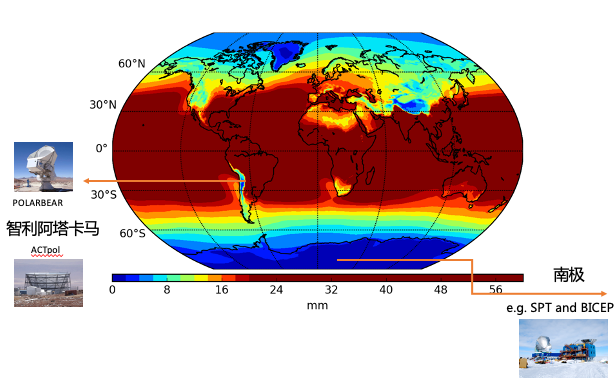 60°N
30°N
0°
30°S
60°S
POLARBEAR
智利阿塔卡马
ACTpol
0 8 16 24 32 40 48 56
mm
南极
e.g. SPT and BICEP